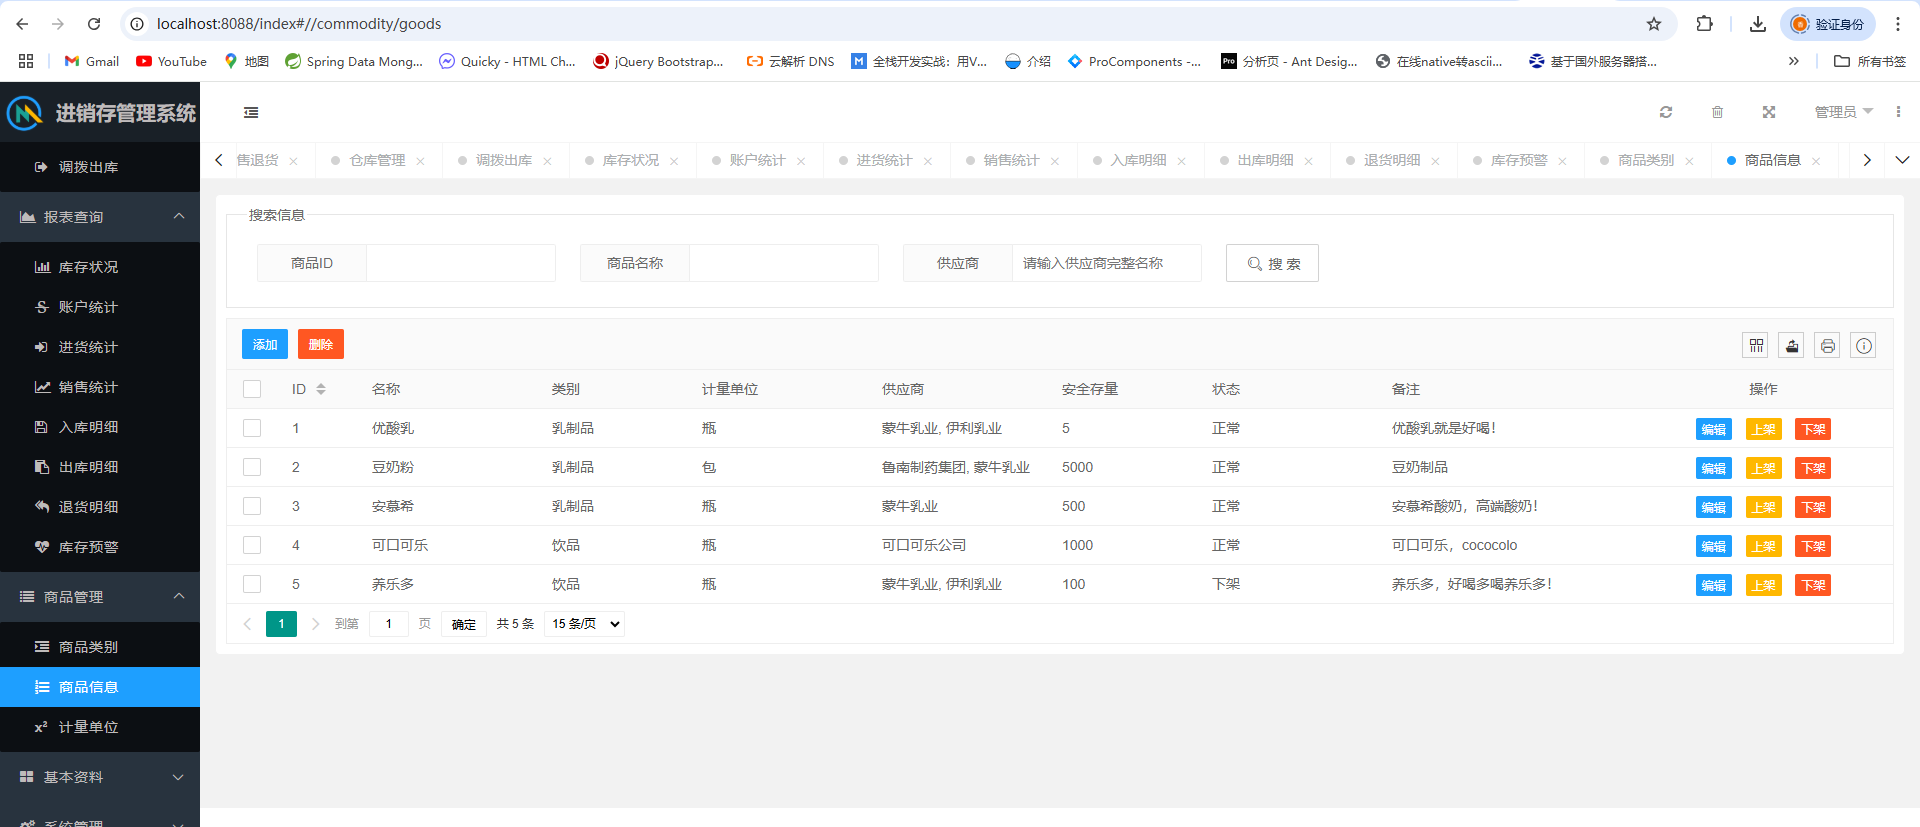 localhost:8088/index#//commodity/goods
验证身份
Gmail
YouTube
地图
Spring Data Mong...
Quicky - HTML Ch...
jQuery Bootstrap...
云解析 DNS
全栈开发实战：用V...
介绍
ProComponents -...
Pro
分析页 - Ant Desig...
在线native转ascii...
基于国外服务器搭...
所有书签
进销存管理系统
管理员
售退货
仓库管理
调拨出库
库存状况
账户统计
进货统计
销售统计
入库明细
出库明细
退货明细
库存预警
商品类别
商品信息
调拨出库
报表查询
库存状况
账户统计
进货统计
销售统计
入库明细
出库明细
退货明细
库存预警
商品管理
商品类别
商品信息
计量单位
基本资料
系统管理
搜索信息
商品ID
商品名称
供应商 请输入供应商完整名称
搜 索
添加 删除
ID 名称 类别 计量单位 供应商 安全存量 状态 备注 操作
1 优酸乳 乳制品 瓶 蒙牛乳业, 伊利乳业 5 正常 优酸乳就是好喝！ 编辑 上架 下架
2 豆奶粉 乳制品 包 鲁南制药集团, 蒙牛乳业 5000 正常 豆奶制品 编辑 上架 下架
3 安慕希 乳制品 瓶 蒙牛乳业 500 正常 安慕希酸奶，高端酸奶！ 编辑 上架 下架
4 可口可乐 饮品 瓶 可口可乐公司 1000 正常 可口可乐，cococolo 编辑 上架 下架
5 养乐多 饮品 瓶 蒙牛乳业, 伊利乳业 100 下架 养乐多，好喝多喝养乐多！ 编辑 上架 下架
1 到第 1 页 确定 共 5 条 15 条/页